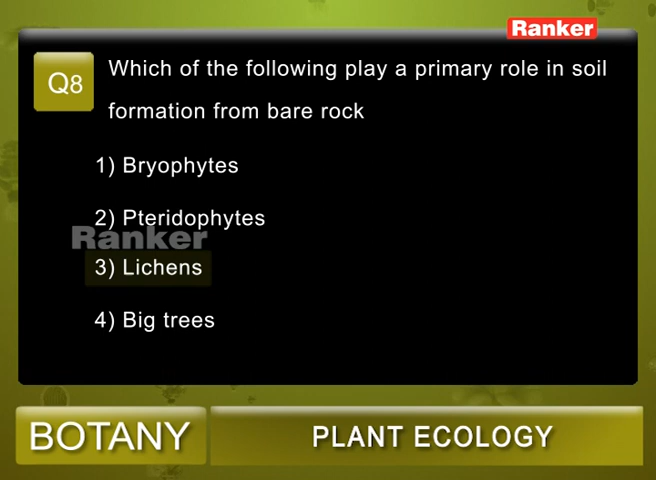 Ranker
Q8
Which of the following play a primary role in soil
formation from bare rock
1) Bryophytes
2) Pteridophytes
Ranker
3) Lichens
4) Big trees
BOTANY
PLANT ECOLOGY